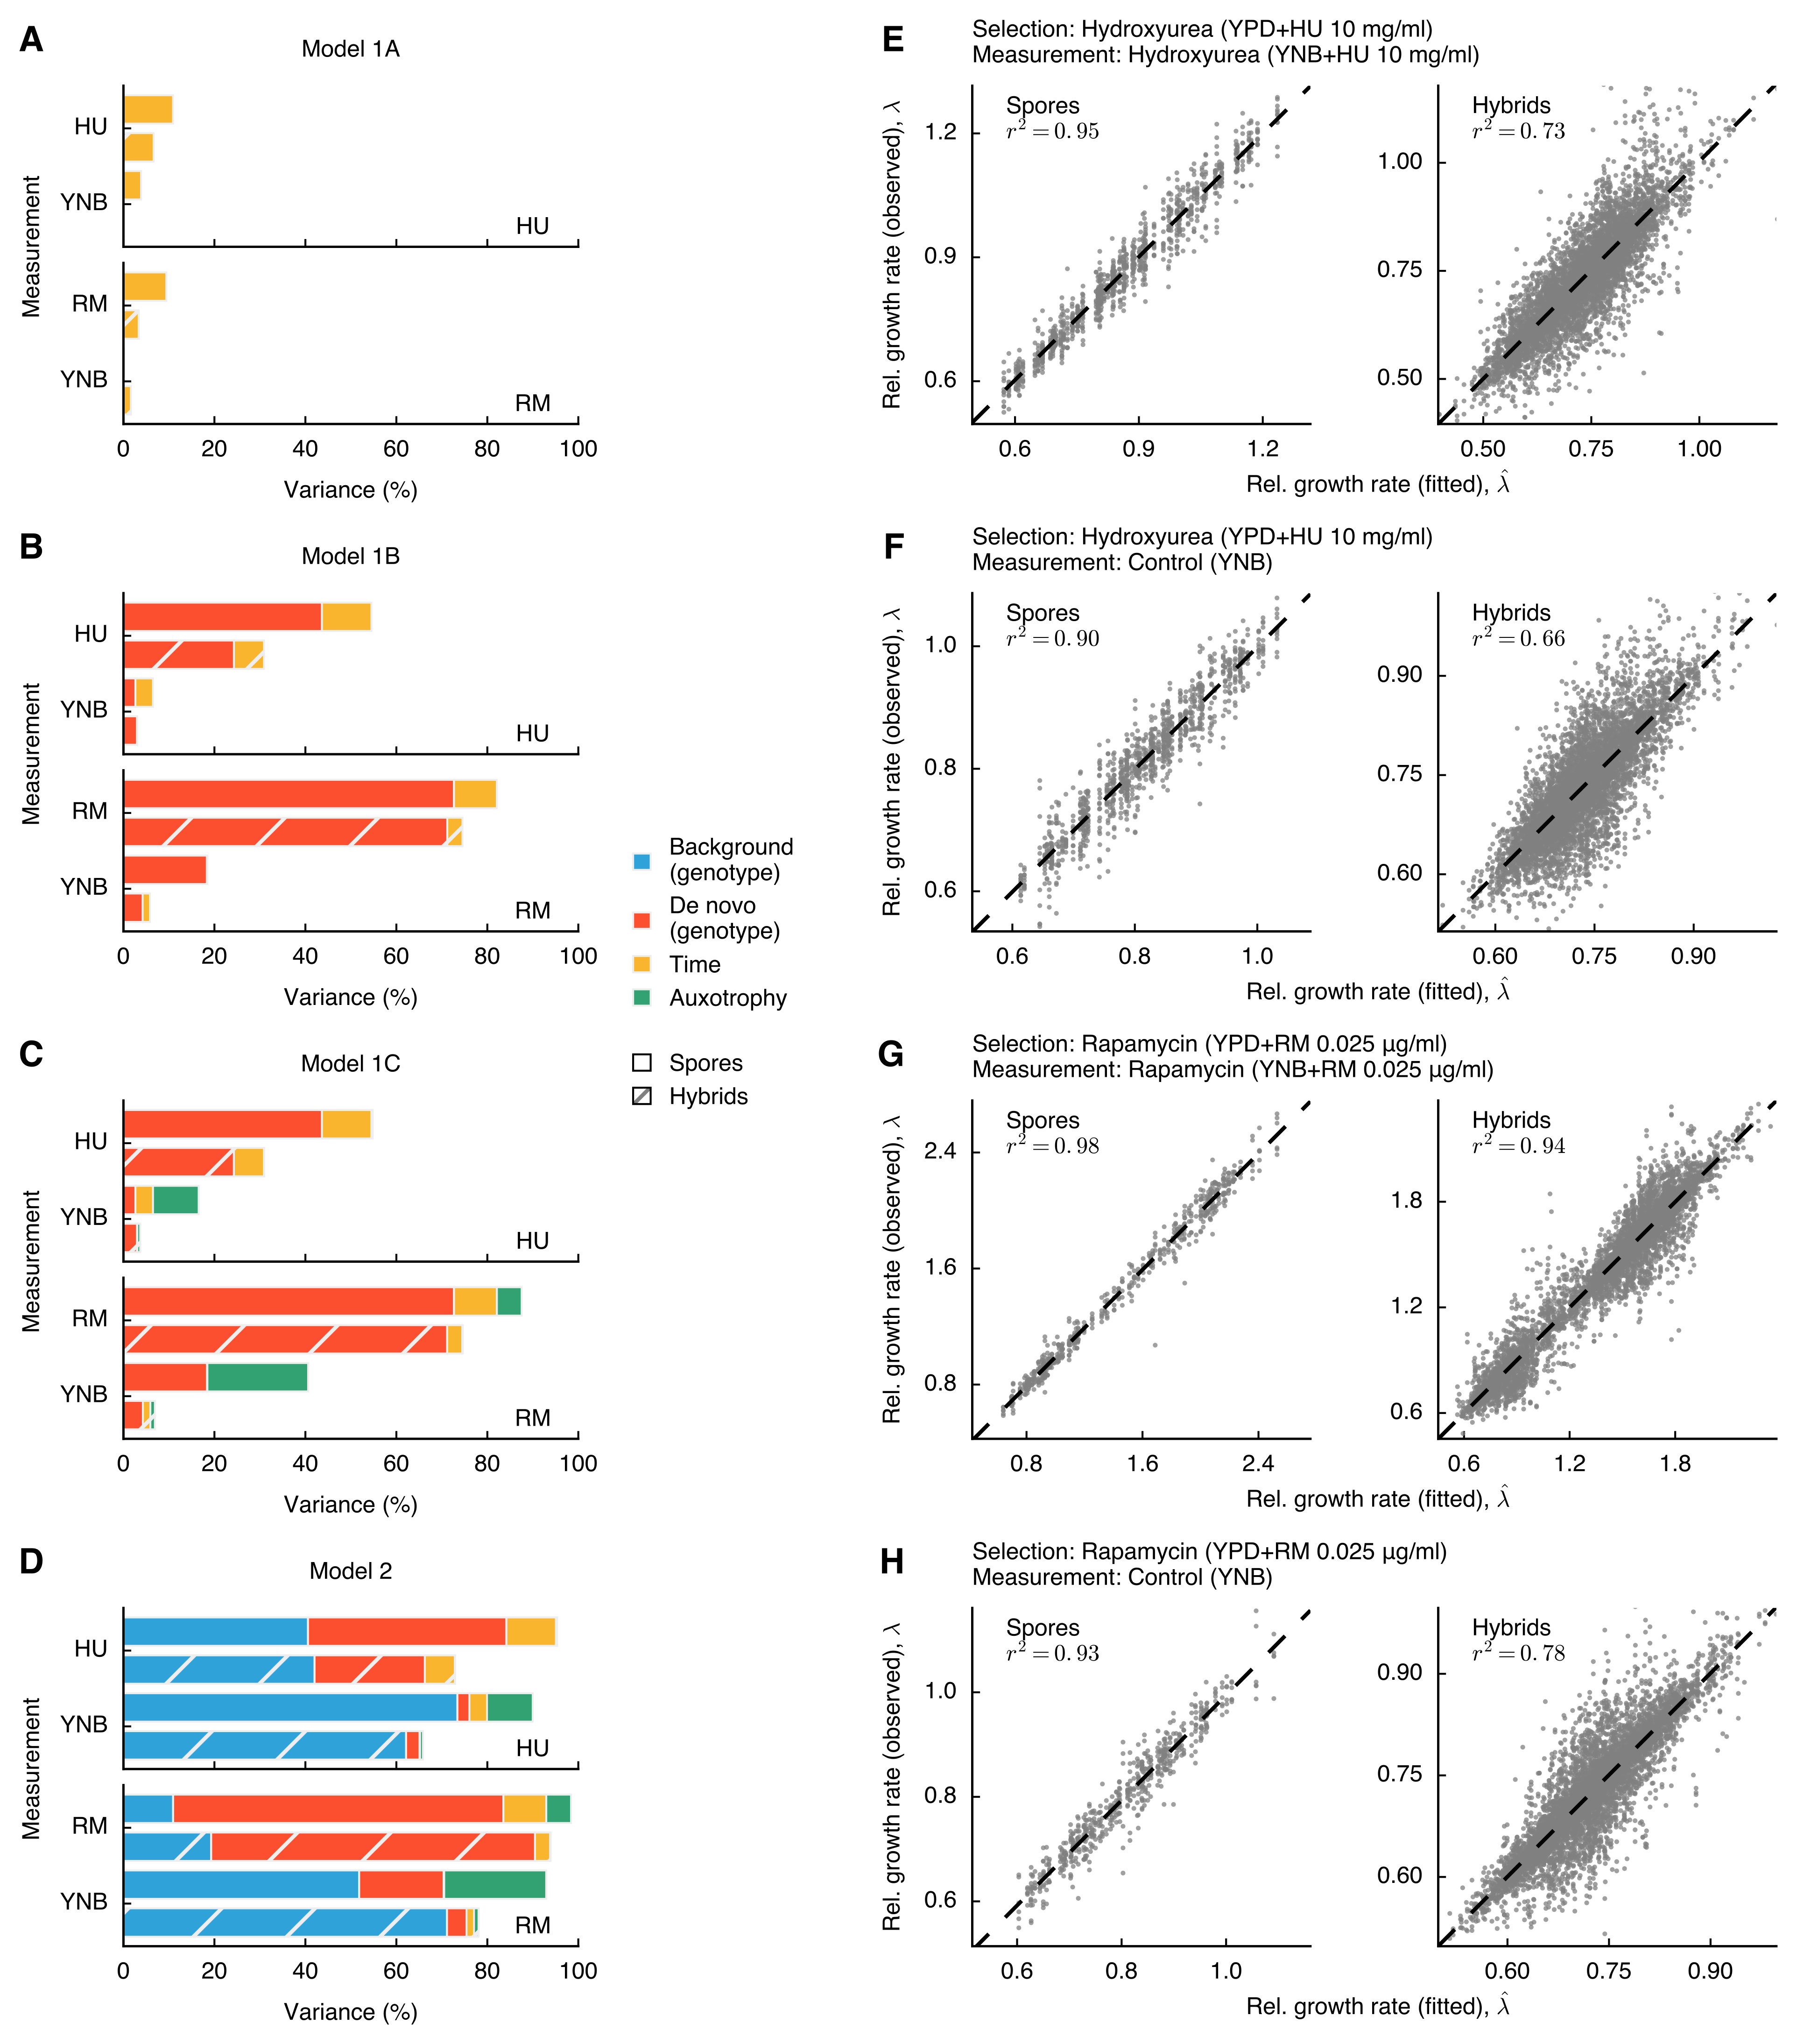 A
Model 1A
Measurement
HU
YNB
HU
RM
YNB
RM
0 20 40 60 80 100
Variance (%)
B
Model 1B
Measurement
HU
YNB
HU
RM
YNB
RM
0 20 40 60 80 100
Variance (%)
Background
(genotype)
De novo
(genotype)
Time
Auxotrophy
Spores
Hybrids
C
Model 1C
Measurement
HU
YNB
HU
RM
YNB
RM
0 20 40 60 80 100
Variance (%)
D
Model 2
Measurement
HU
YNB
HU
RM
YNB
RM
0 20 40 60 80 100
Variance (%)
E
Selection: Hydroxyurea (YPD+HU 10 mg/ml)
Measurement: Hydroxyurea (YNB+HU 10 mg/ml)
Rel. growth rate (observed), λ
Spores
r² = 0.95
1.2
0.9
0.6
0.6 0.9 1.2
Hybrids
r² = 0.73
1.00
0.75
0.50
0.50 0.75 1.00
Rel. growth rate (fitted), λ̂
F
Selection: Hydroxyurea (YPD+HU 10 mg/ml)
Measurement: Control (YNB)
Rel. growth rate (observed), λ
Spores
r² = 0.90
1.0
0.8
0.6
0.6 0.8 1.0
Hybrids
r² = 0.66
0.90
0.75
0.60
0.60 0.75 0.90
Rel. growth rate (fitted), λ̂
G
Selection: Rapamycin (YPD+RM 0.025 µg/ml)
Measurement: Rapamycin (YNB+RM 0.025 µg/ml)
Rel. growth rate (observed), λ
Spores
r² = 0.98
2.4
1.6
0.8
0.8 1.6 2.4
Hybrids
r² = 0.94
1.8
1.2
0.6
0.6 1.2 1.8
Rel. growth rate (fitted), λ̂
H
Selection: Rapamycin (YPD+RM 0.025 µg/ml)
Measurement: Control (YNB)
Rel. growth rate (observed), λ
Spores
r² = 0.93
1.0
0.8
0.6
0.6 0.8 1.0
Hybrids
r² = 0.78
0.90
0.75
0.60
0.60 0.75 0.90
Rel. growth rate (fitted), λ̂